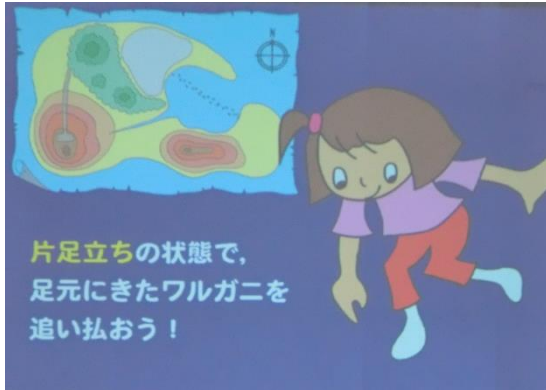 N
片足立ちの状態で,
足元にきたワルガニを
追い払おう！